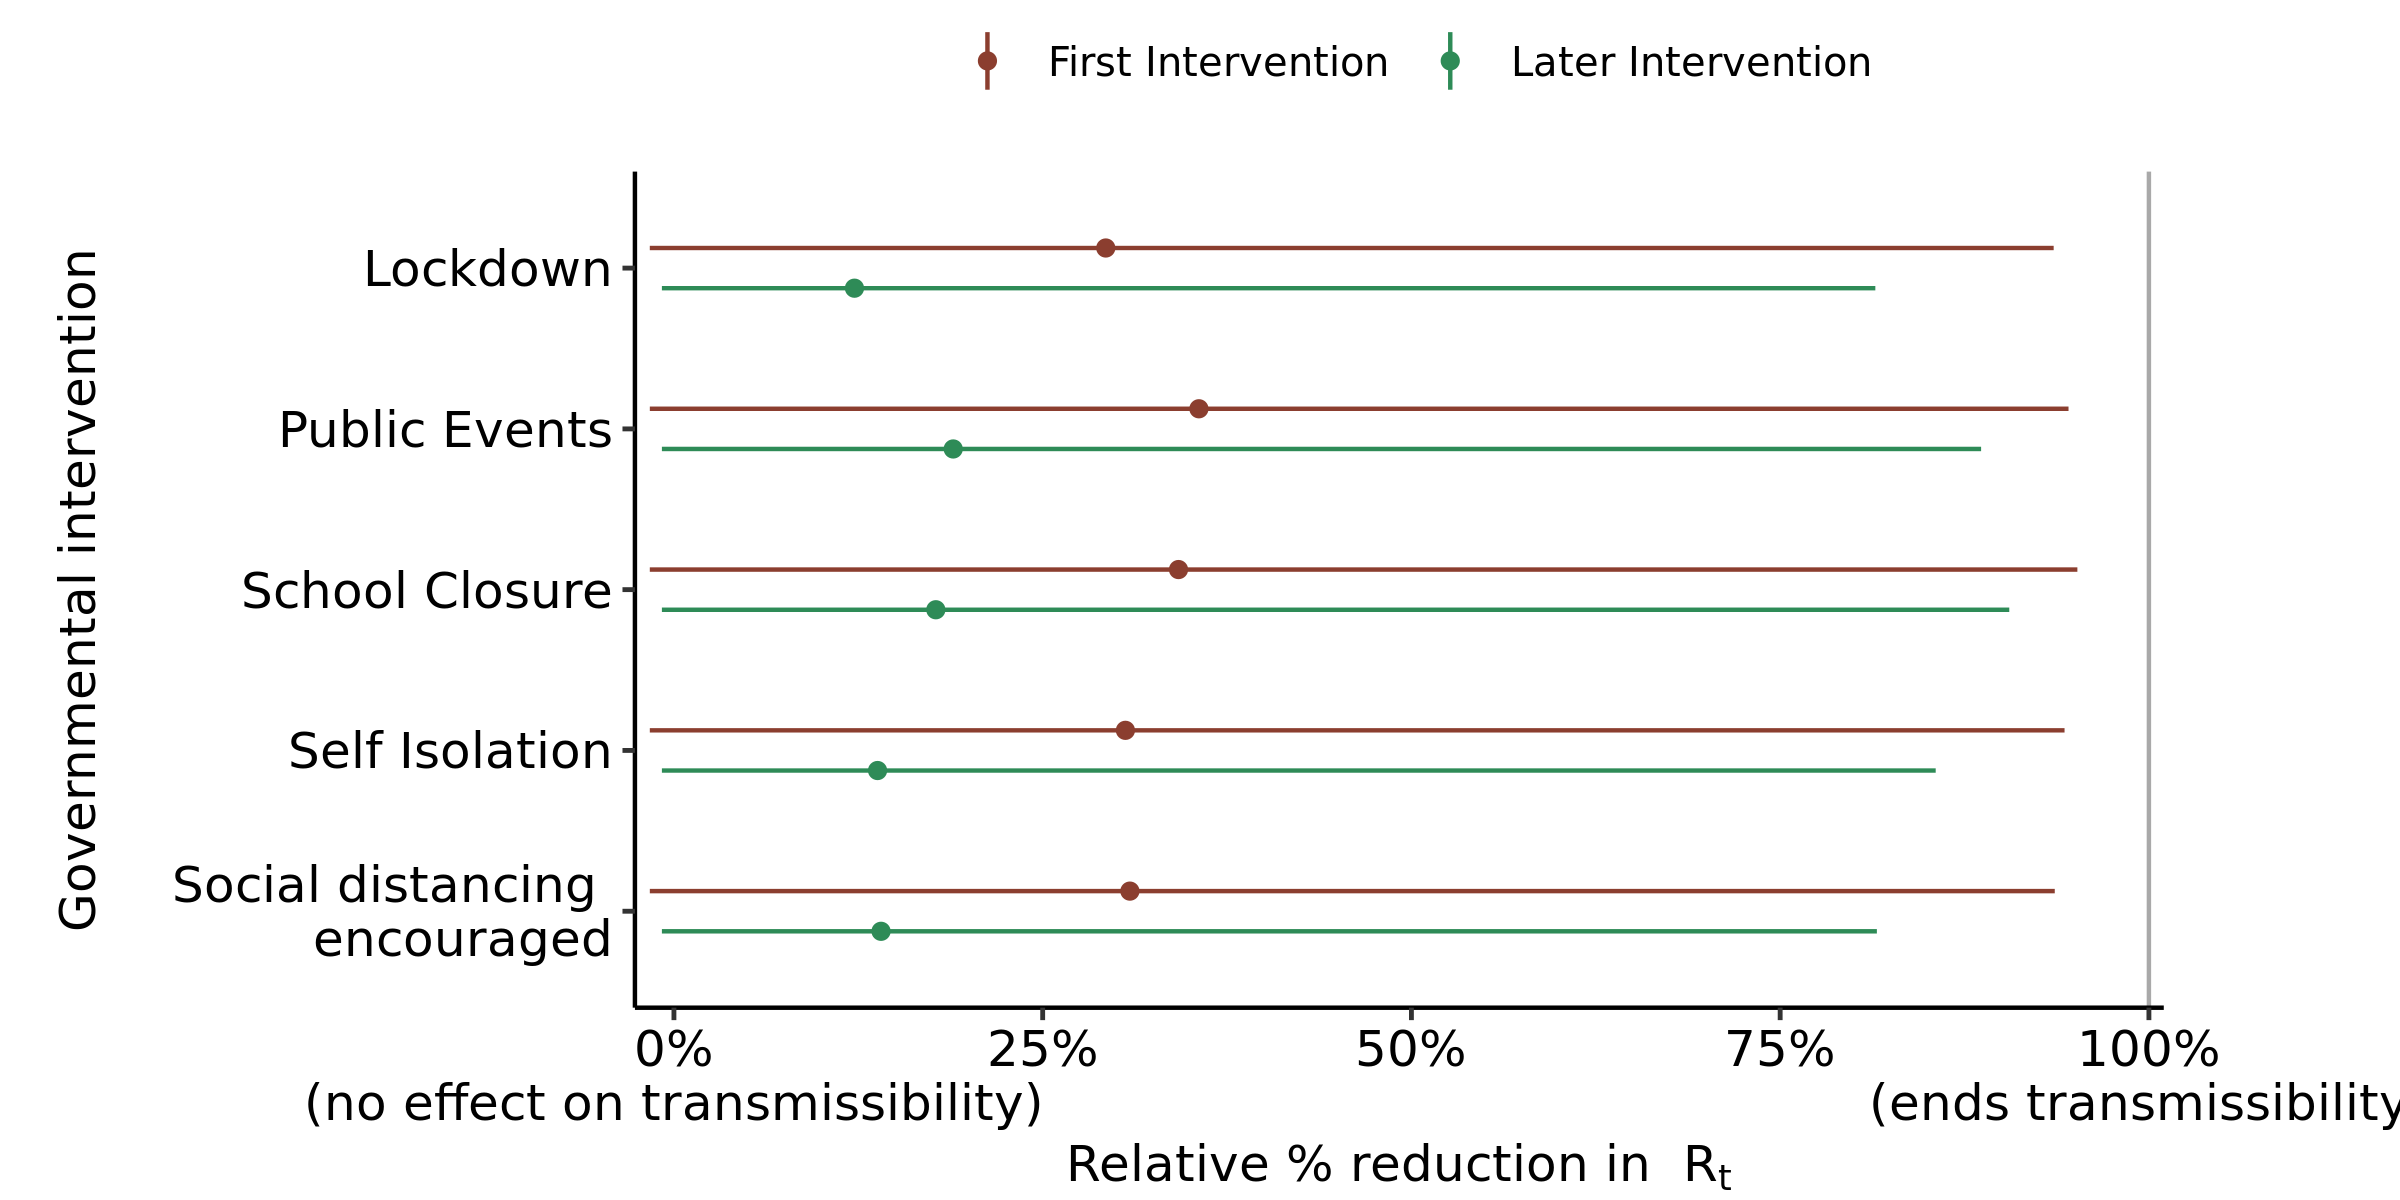 First Intervention Later Intervention
Governmental intervention
Lockdown
Public Events
School Closure
Self Isolation
Social distancing
encouraged
0% 25% 50% 75% 100%
(no effect on transmissibility) (ends transmissibility
Relative % reduction in Rₜ